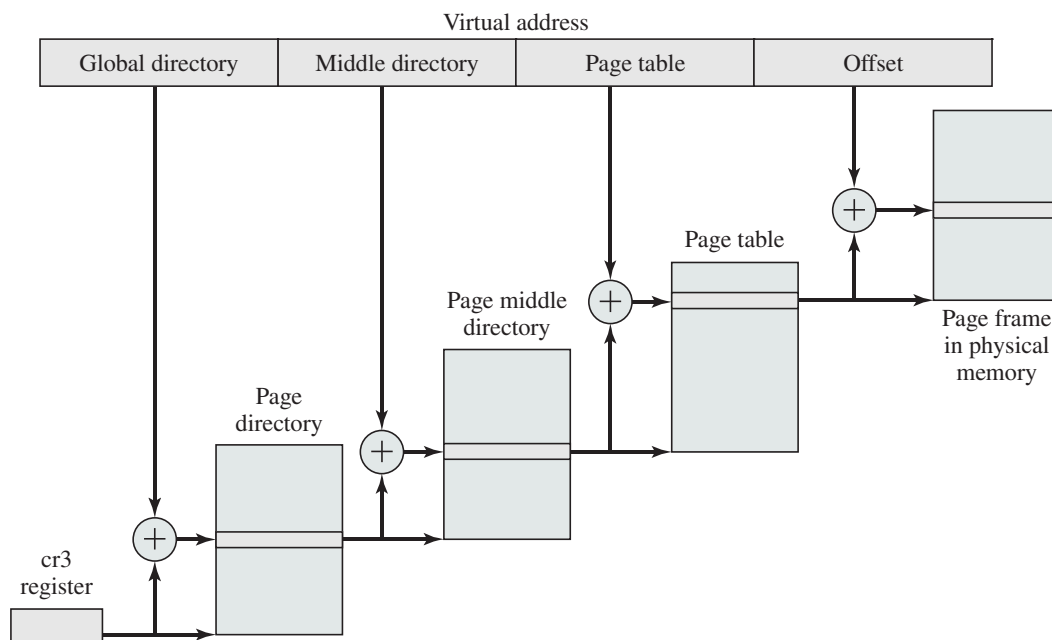 Virtual address
Global directory
Middle directory
Page table
Offset
+
Page table
Page middle
directory
+
Page frame
in physical
memory
Page
directory
+
+
cr3
register